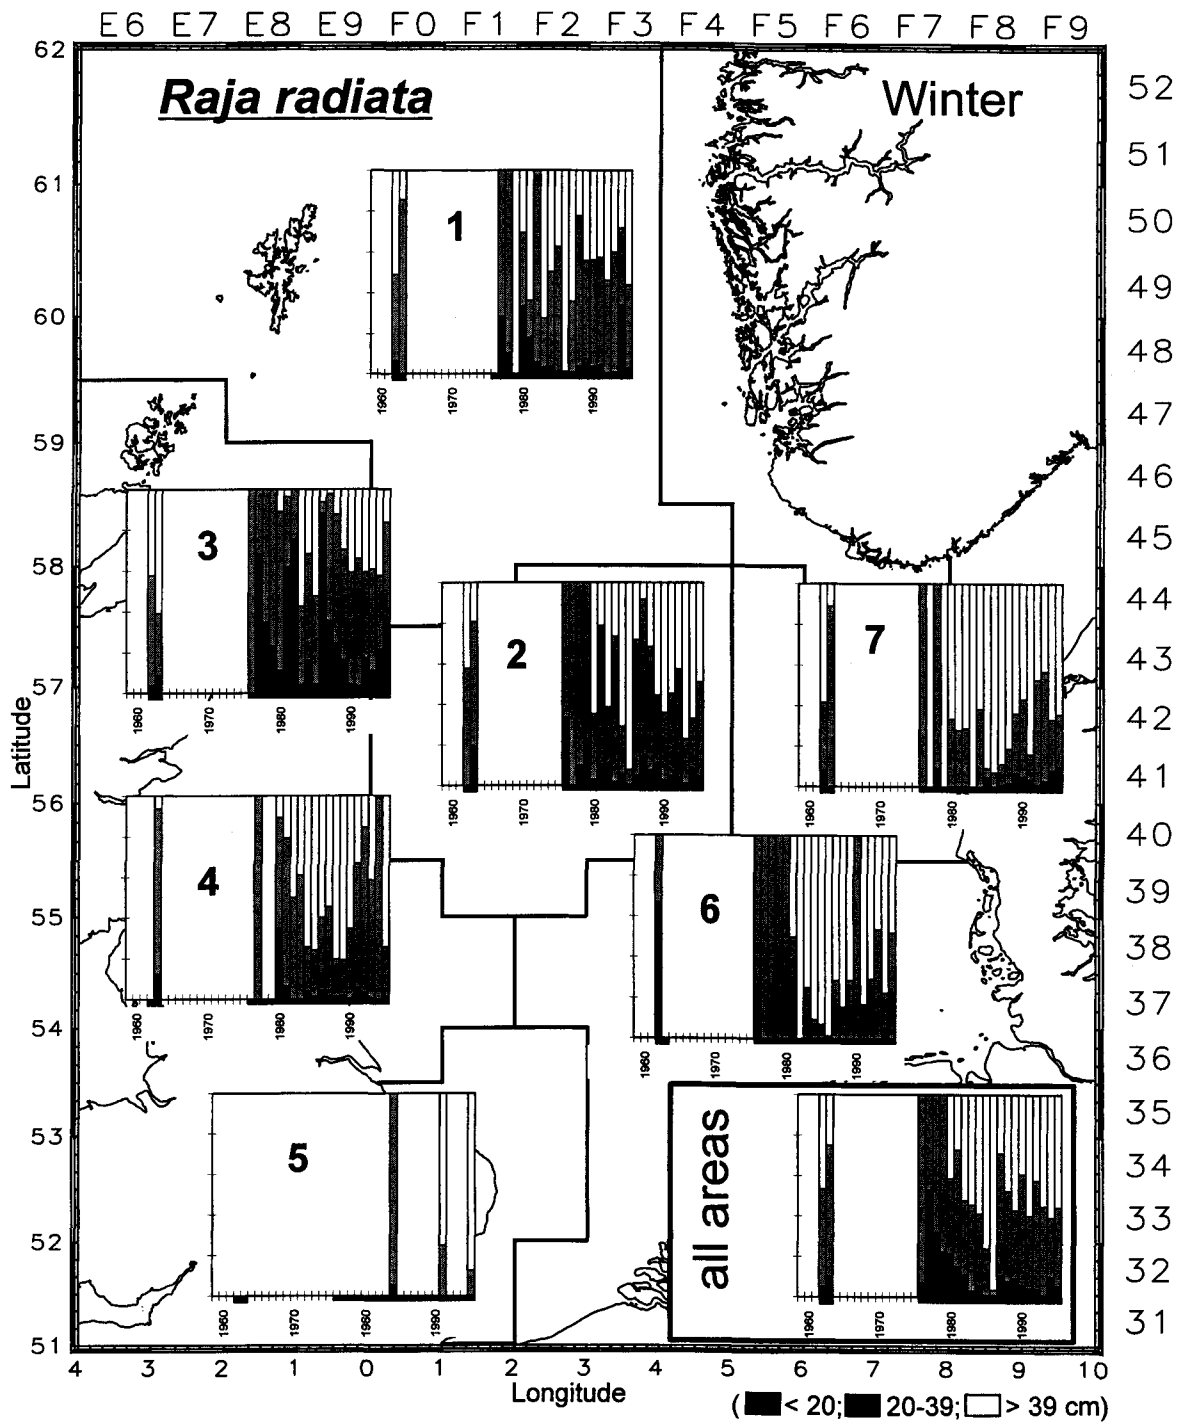 E6 E7 E8 E9 F0 F1 F2 F3 F4 F5 F6 F7 F8 F9
62
Raja radiata
Winter
52
51
61
50
1
49
60
48
1960 1970 1980 1990
47
59
46
3
45
58
44
2
7
43
57
1960 1970 1980 1990
42
Latitude
41
1960 1970 1980 1990
1960 1970 1980 1990
56
40
4
6
39
55
38
37
1960 1970 1980 1990
54
36
1960 1970 1980 1990
35
53
5
all areas
34
33
52
32
1960 1970 1980 1990
1960 1970 1980 1990
31
51
4 3 2 1 0 1 2 3 4 5 6 7 8 9 10
Longitude
( < 20; 20-39; > 39 cm)